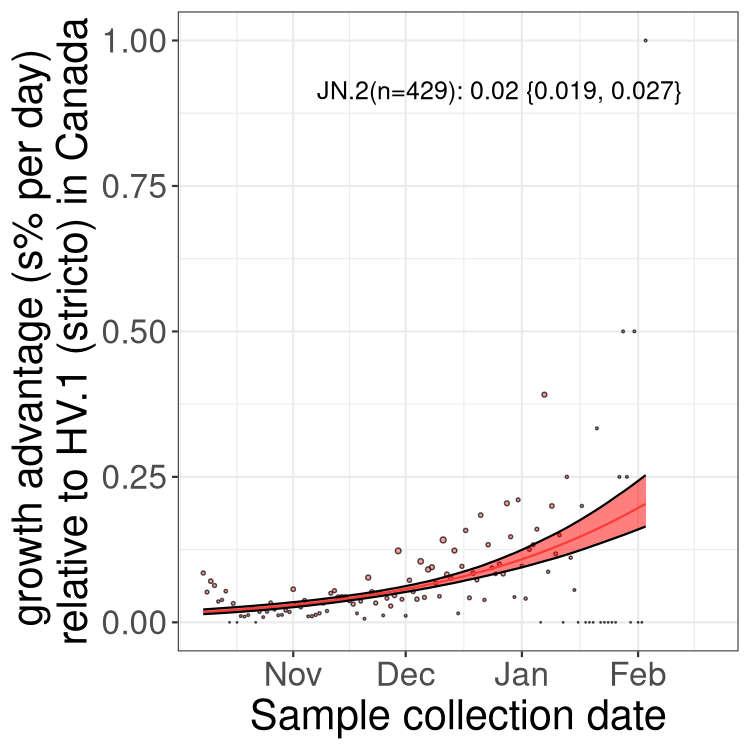 growth advantage (s% per day)
relative to HV.1 (stricto) in Canada
1.00
JN.2(n=429): 0.02 {0.019, 0.027}
0.75
0.50
0.25
0.00
Nov Dec Jan Feb
Sample collection date